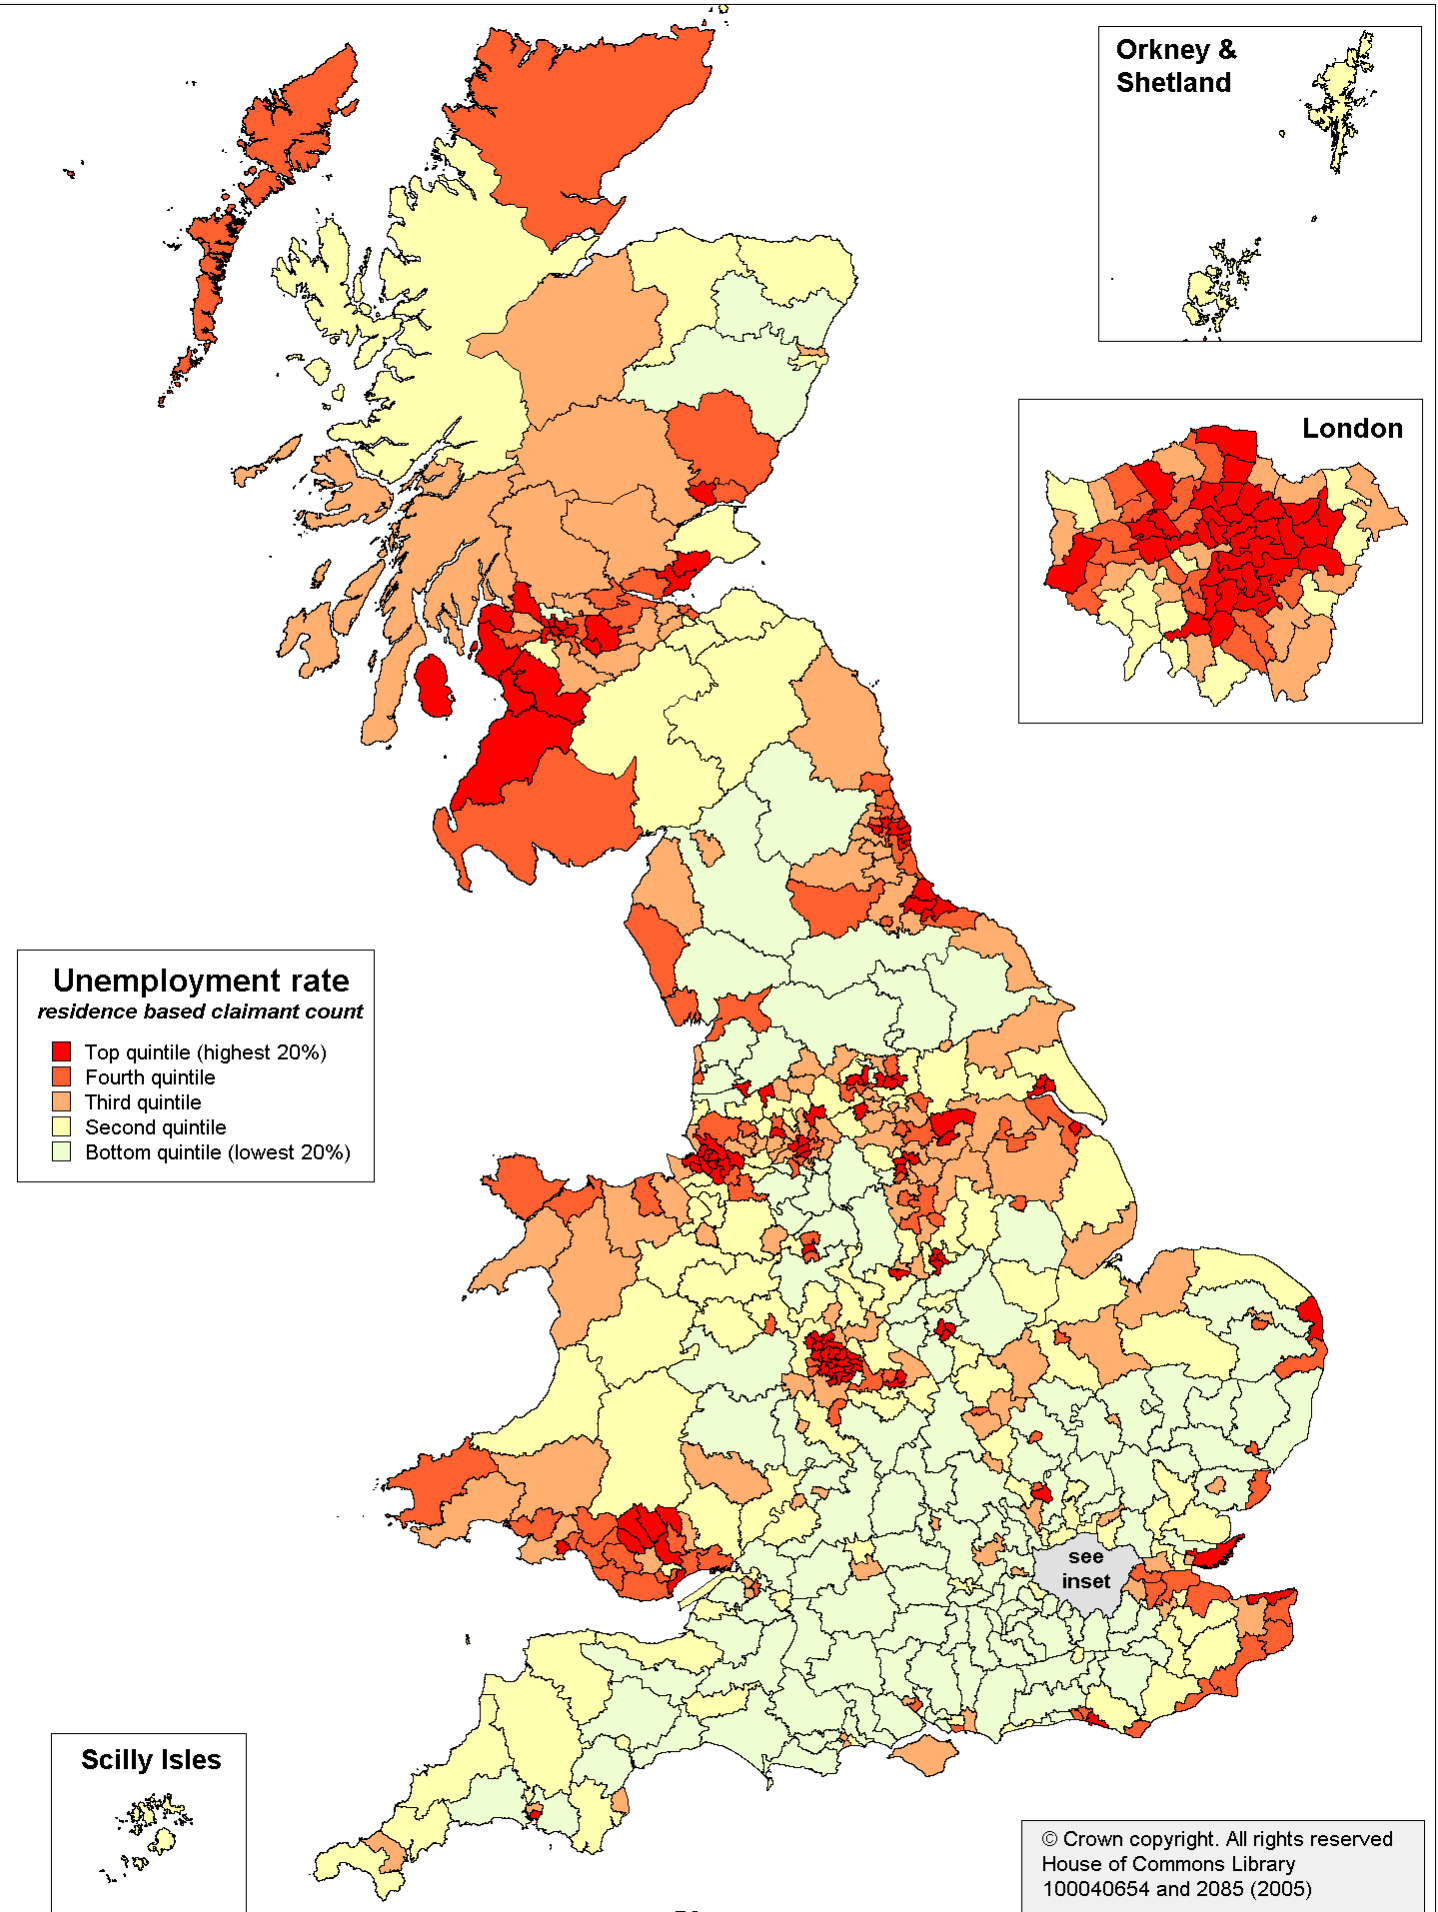 Orkney &
Shetland
London
Unemployment rate
residence based claimant count
Top quintile (highest 20%)
Fourth quintile
Third quintile
Second quintile
Bottom quintile (lowest 20%)
see
inset
Scilly Isles
© Crown copyright. All rights reserved
House of Commons Library
100040654 and 2085 (2005)